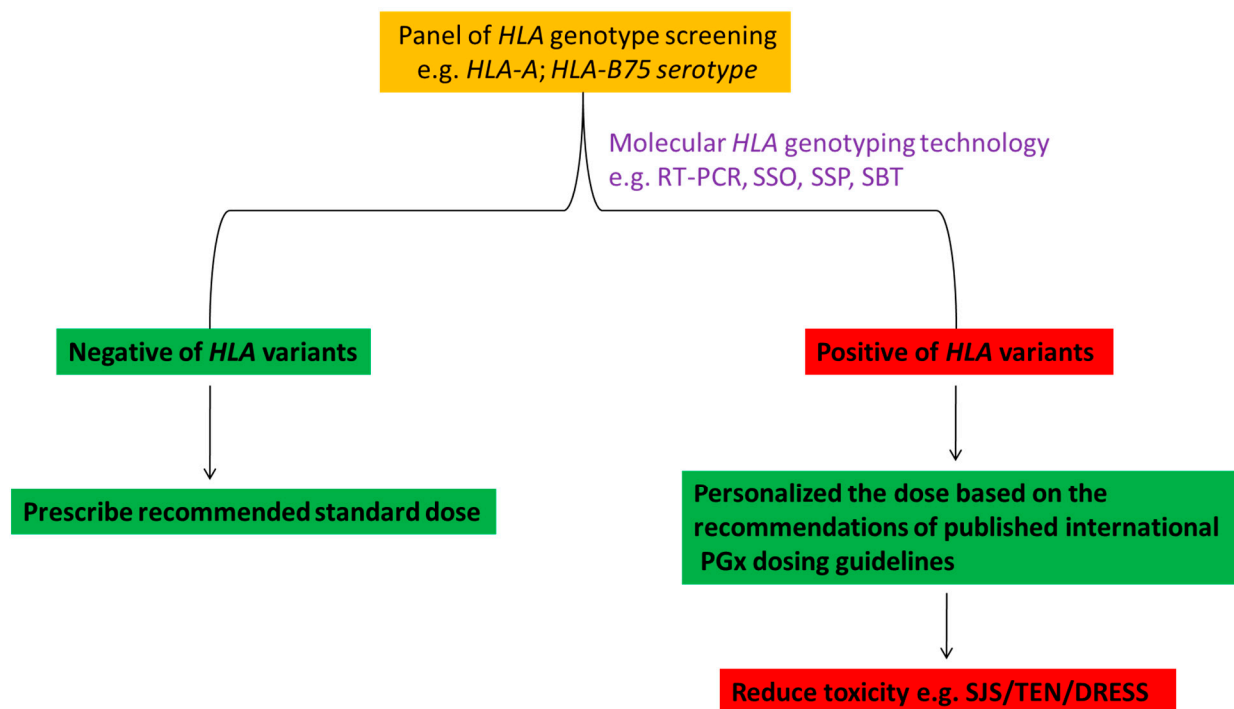 Panel of HLA genotype screening
e.g. HLA-A; HLA-B75 serotype
Molecular HLA genotyping technology
e.g. RT-PCR, SSO, SSP, SBT
Negative of HLA variants
Positive of HLA variants
Prescribe recommended standard dose
Personalized the dose based on the
recommendations of published international
PGx dosing guidelines
Reduce toxicity e.g. SJS/TEN/DRESS